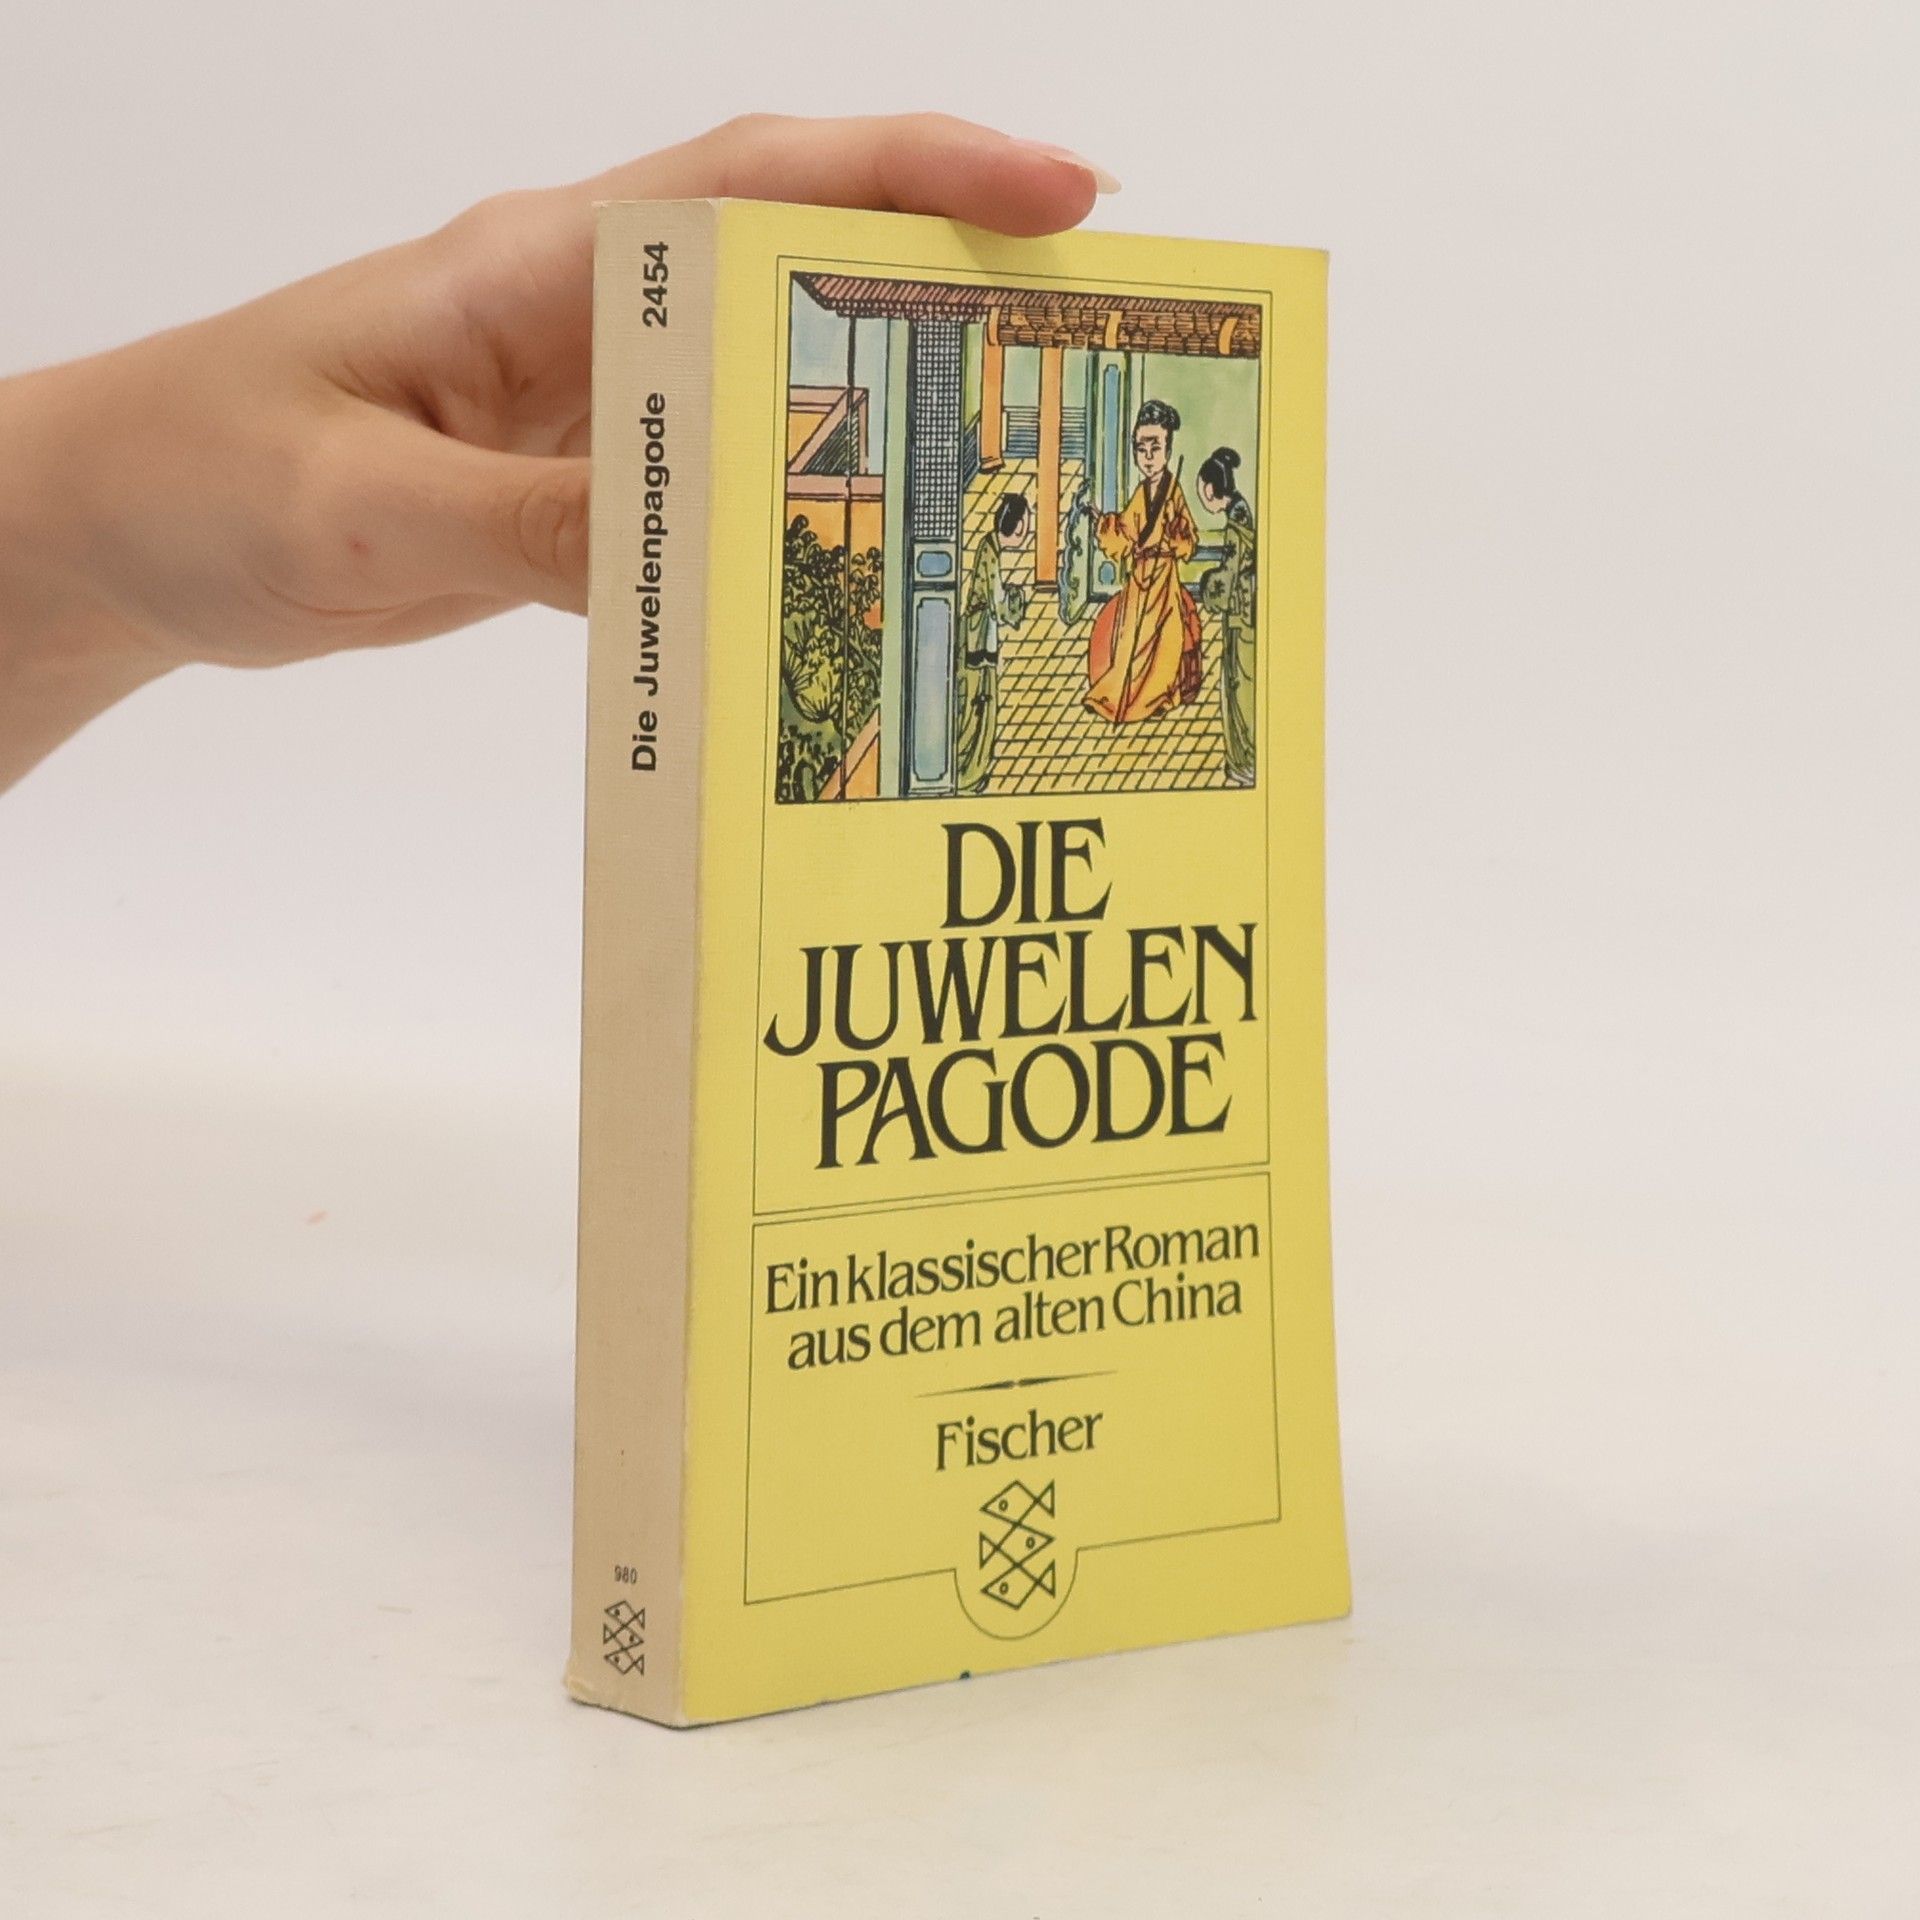 Die Juwelenpagode 2454
980
DIE
JUWELEN
PAGODE
Ein klassischer Roman
aus dem alten China
Fischer